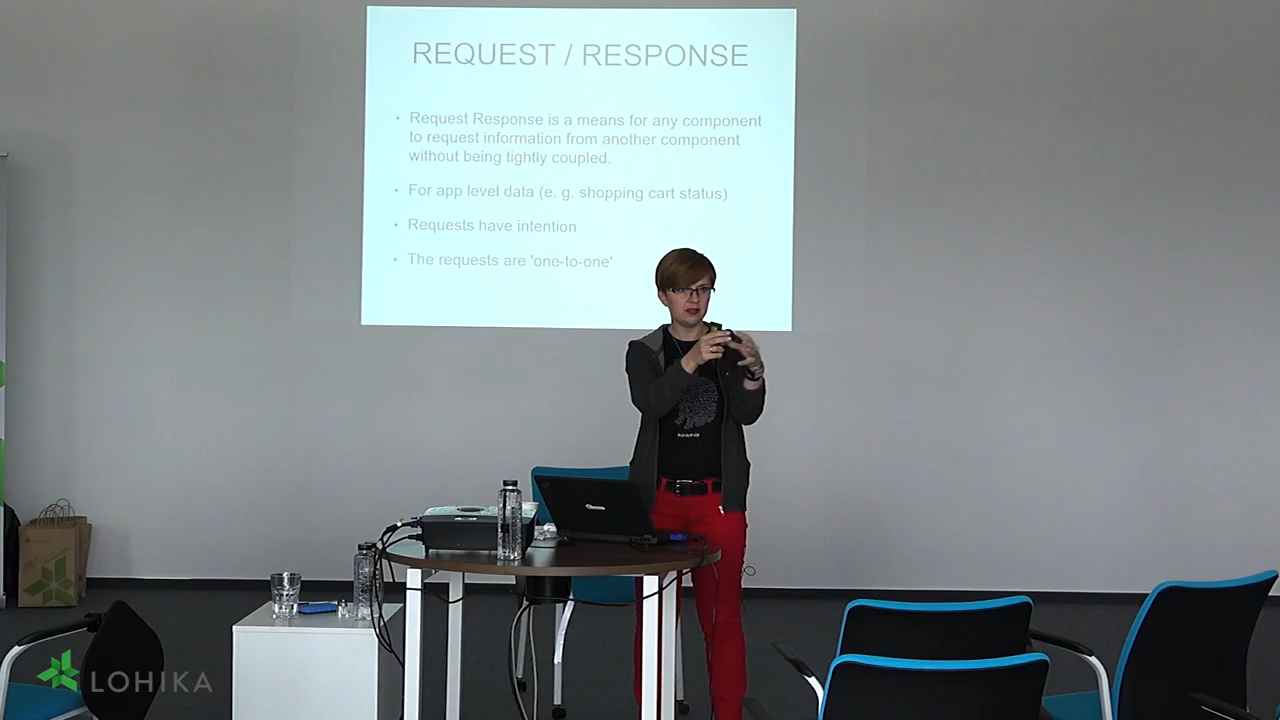 REQUEST / RESPONSE
• Request Response is a means for any component
to request information from another component
without being tightly coupled.
• For app level data (e. g. shopping cart status)
• Requests have intention
• The requests are 'one-to-one'
LOHIKA